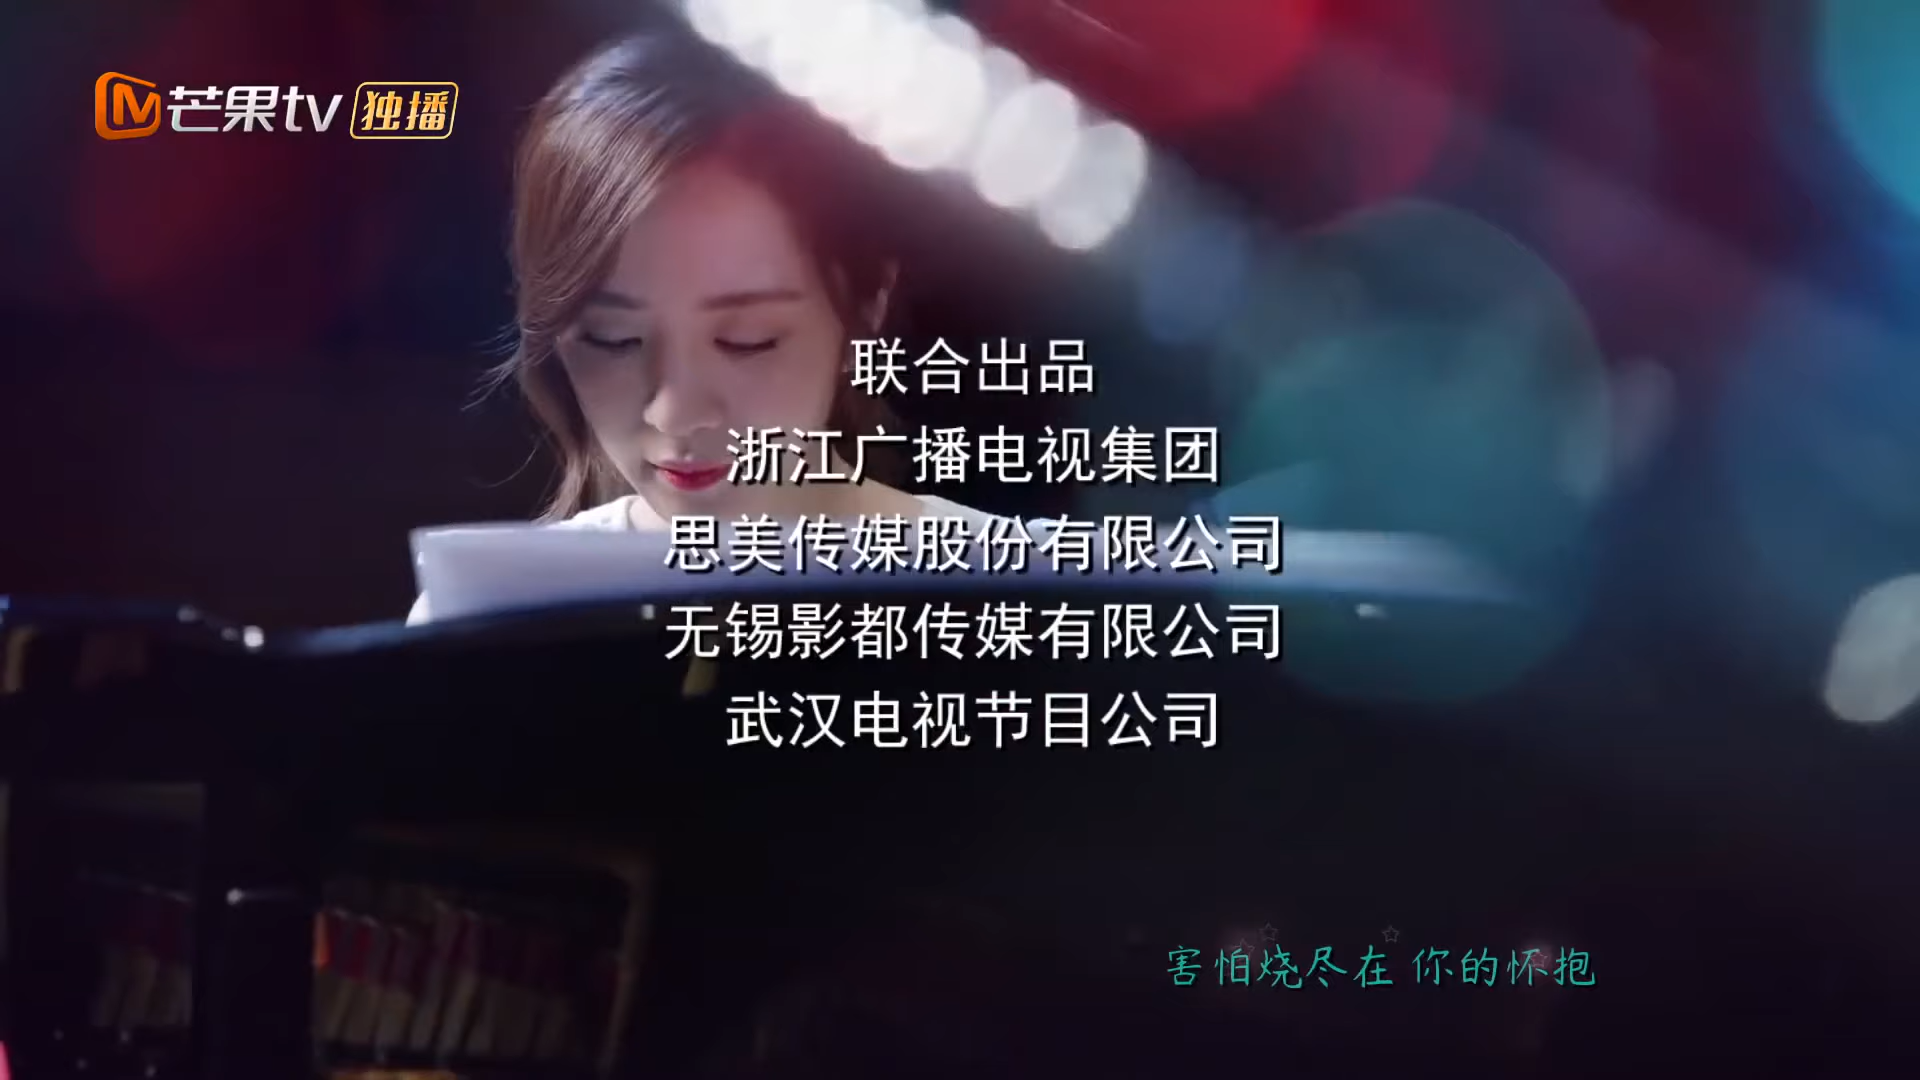 芒果tv 独播
联合出品
浙江广播电视集团
思美传媒股份有限公司
无锡影都传媒有限公司
武汉电视节目公司
害怕烧尽在 你的怀抱